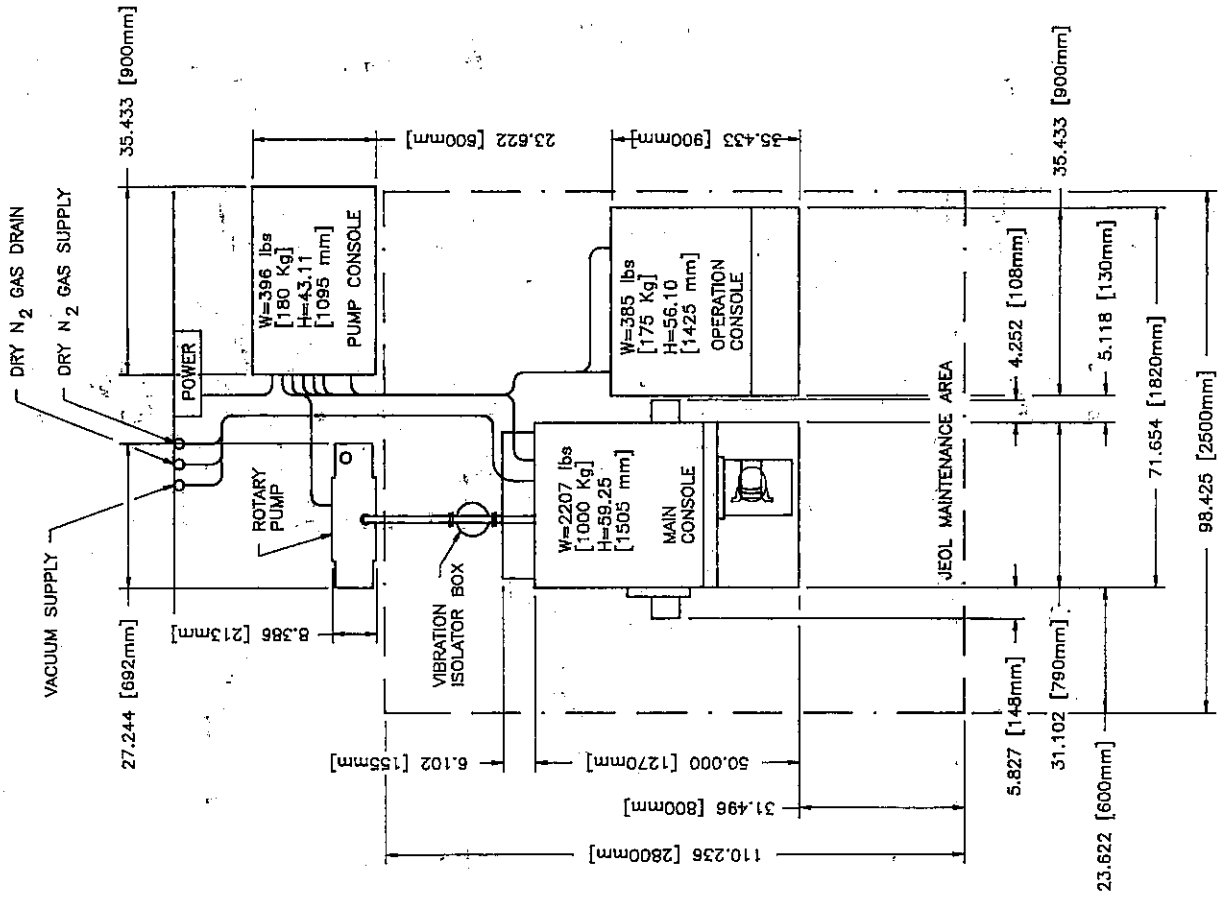 DRY N2 GAS DRAIN
DRY N2 GAS SUPPLY
VACUUM SUPPLY
27.244 [692mm]
35.433 [900mm]
POWER
ROTARY
PUMP
8.386 [213mm]
W=396 lbs
[180 Kg]
H=43.11
[1095 mm]
PUMP CONSOLE
23.622 [600mm]
VIBRATION
ISOLATOR BOX
6.102 [155mm]
W=2207 lbs
[1000 Kg]
H=59.25
[1505 mm]
MAIN
CONSOLE
50.000 [1270mm]
W=385 lbs
[175 Kg]
H=56.10
[1425 mm]
OPERATION
CONSOLE
35.433 [900mm]
31.496 [800mm]
110.236 [2800mm]
JEOL MAINTENANCE AREA
4.252 [108mm]
5.827 [148mm]
35.433 [900mm]
5.118 [130mm]
31.102 [790mm]
71.654 [1820mm]
23.622 [600mm]
98.425 [2500mm]